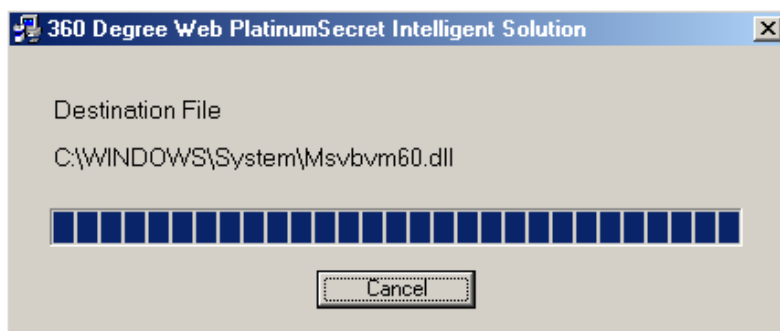 360 Degree Web PlatinumSecret Intelligent Solution
Destination File
C:\WINDOWS\System\Msvbvm60.dll
Cancel